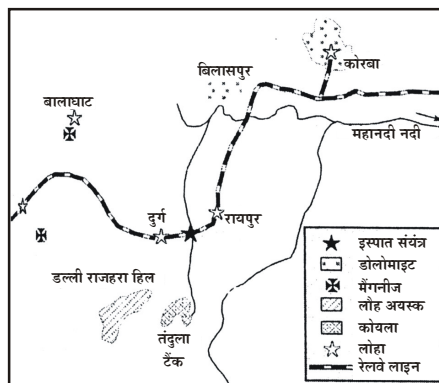 कोरबा
बिलासपुर
बालाघाट
महानदी नदी
दुर्ग
रायपुर
डल्ली राजहरा हिल
तंदुला
टैंक
इस्पात संयंत्र
डोलोमाइट
मैंगनीज
लौह अयस्क
कोयला
लोहा
रेलवे लाइन